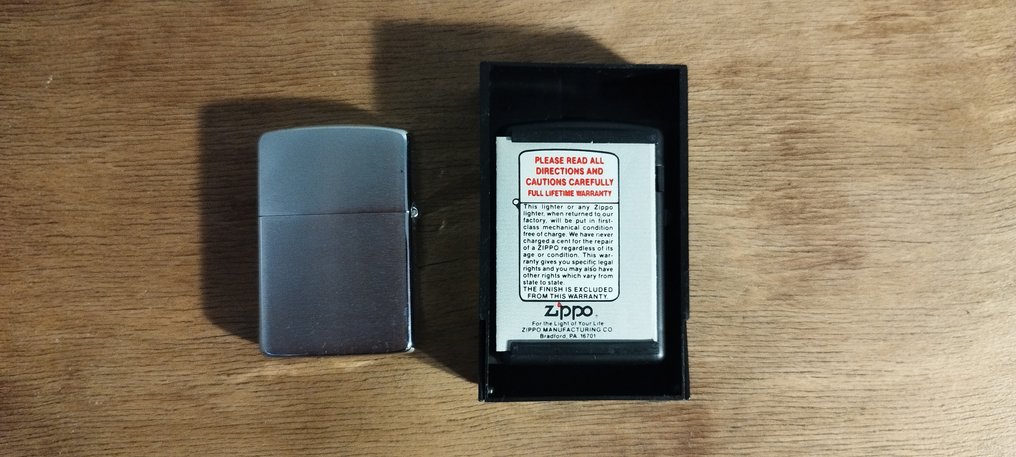 PLEASE READ ALL
DIRECTIONS AND
CAUTIONS CAREFULLY
FULL LIFETIME WARRANTY
This lighter or any Zippo
lighter, when returned to our
factory, will be put in first-
class mechanical condition
free of charge. We have never
charged a cent for the repair
of a ZIPPO regardless of its
age or condition. This war-
ranty gives you specific legal
rights and you may also have
other rights which vary from
state to state.
THE FINISH IS EXCLUDED
FROM THIS WARRANTY.
Zippo
For the Light of Your Life
ZIPPO MANUFACTURING CO.
Bradford, PA 16701